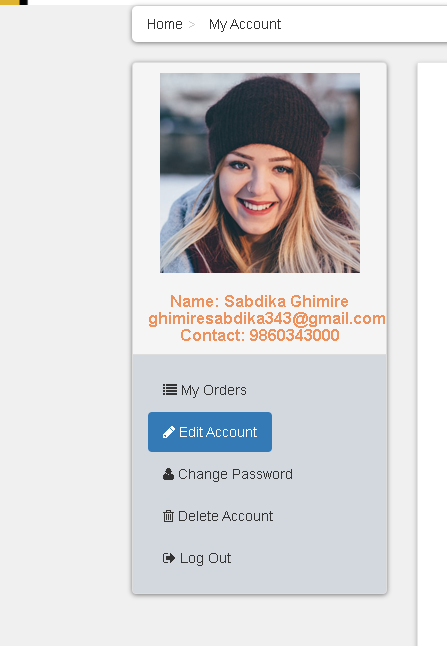 Home > My Account
Name: Sabdika Ghimire
ghimiresabdika343@gmail.com
Contact: 9860343000
My Orders
Edit Account
Change Password
Delete Account
Log Out